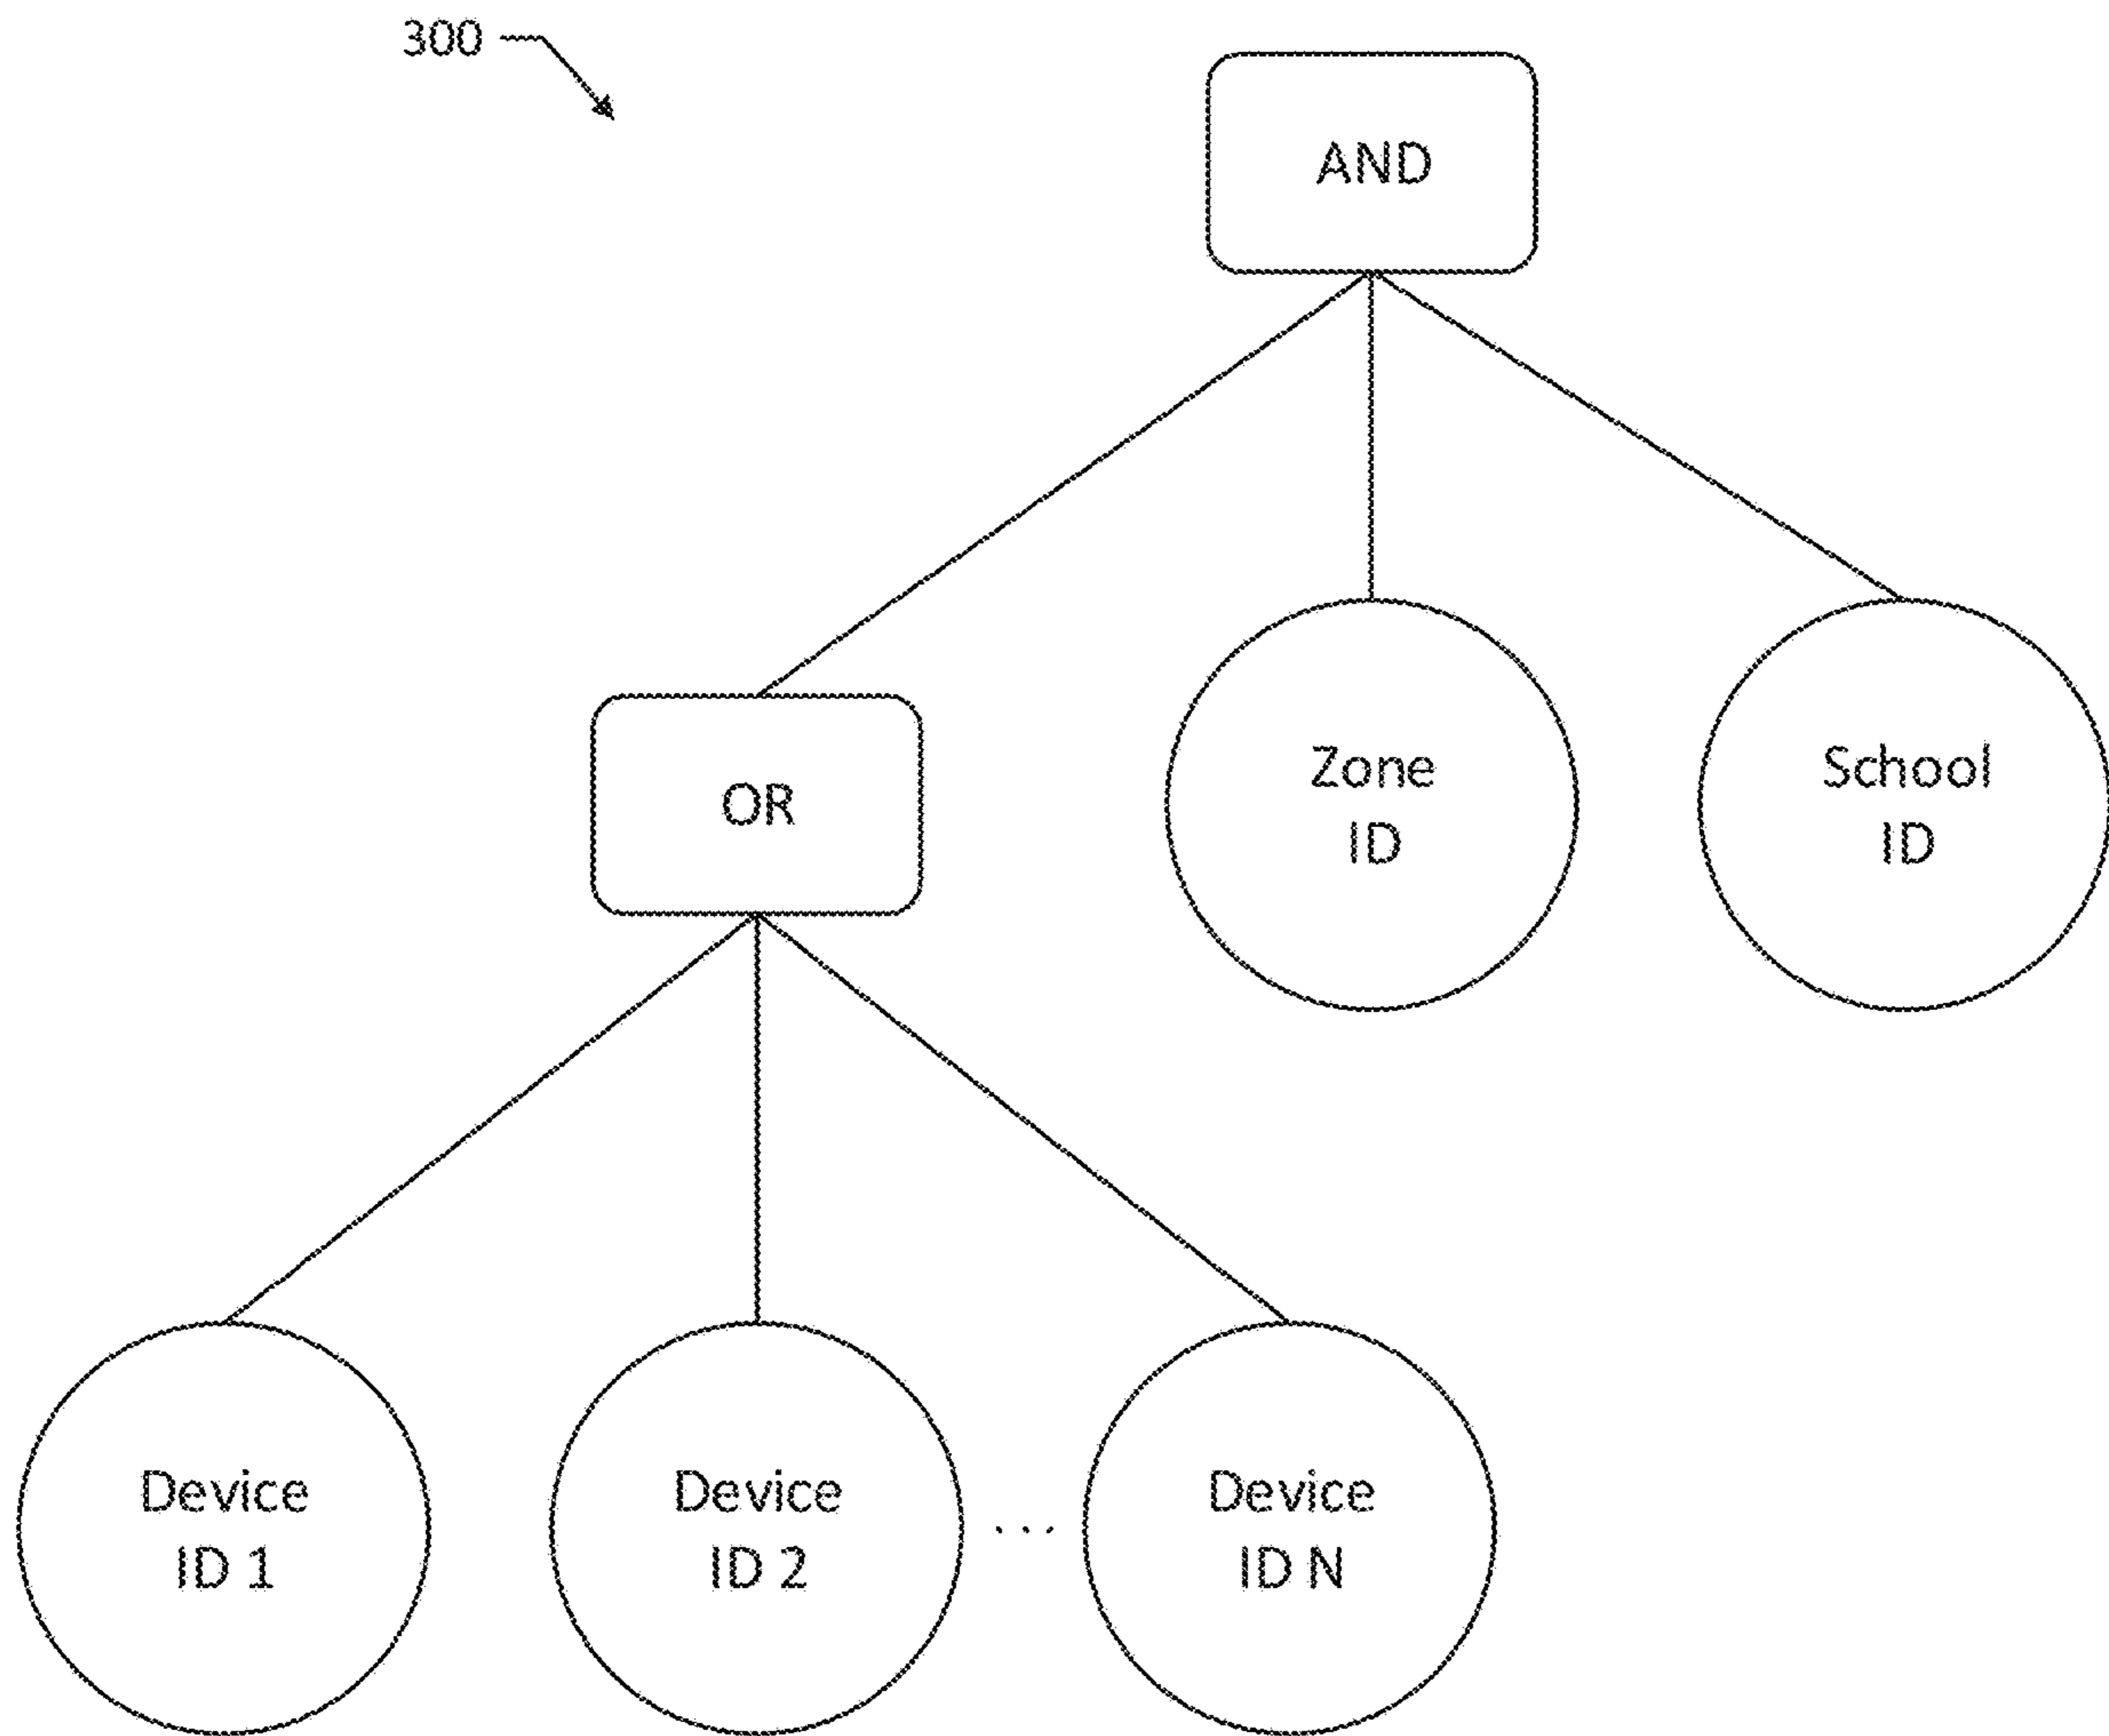 300
AND
OR
Zone
ID
School
ID
Device
ID 1
Device
ID 2
...
Device
ID N